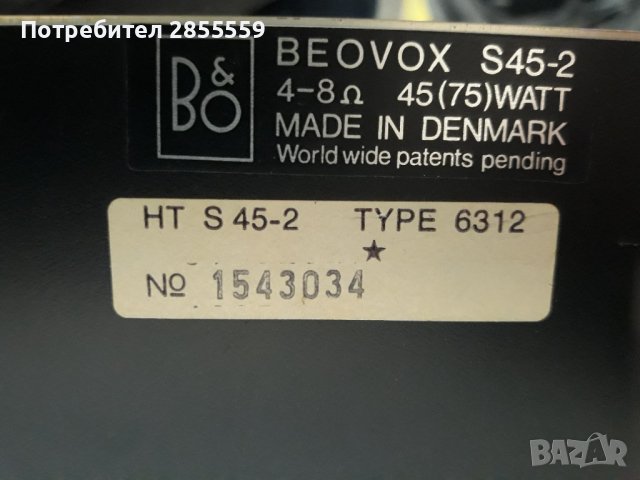 Потребител 2855559
B&O
BEOVOX S45-2
4-8Ω 45(75)WATT
MADE IN DENMARK
World wide patents pending
HT S 45-2 TYPE 6312
№ 1543034
BAZAR